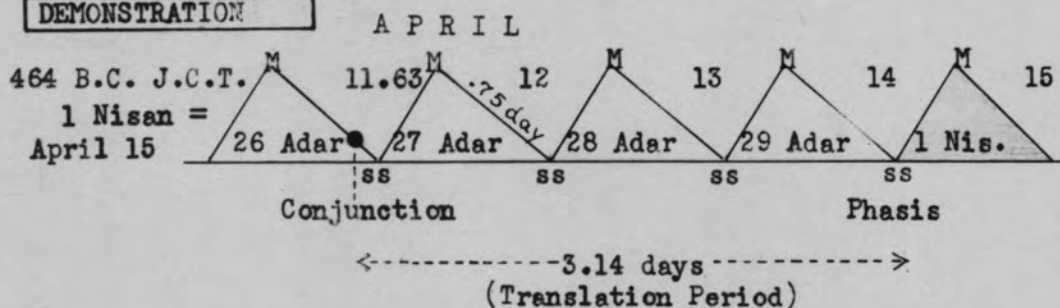 DEMONSTRATION
A P R I L
M M M M M
464 B.C. J.C.T. 11.63 12 13 14 15
.75 day
1 Nisan =
April 15 26 Adar 27 Adar 28 Adar 29 Adar 1 Nis.
ss ss ss ss
Conjunction Phasis
3.14 days
(Translation Period)